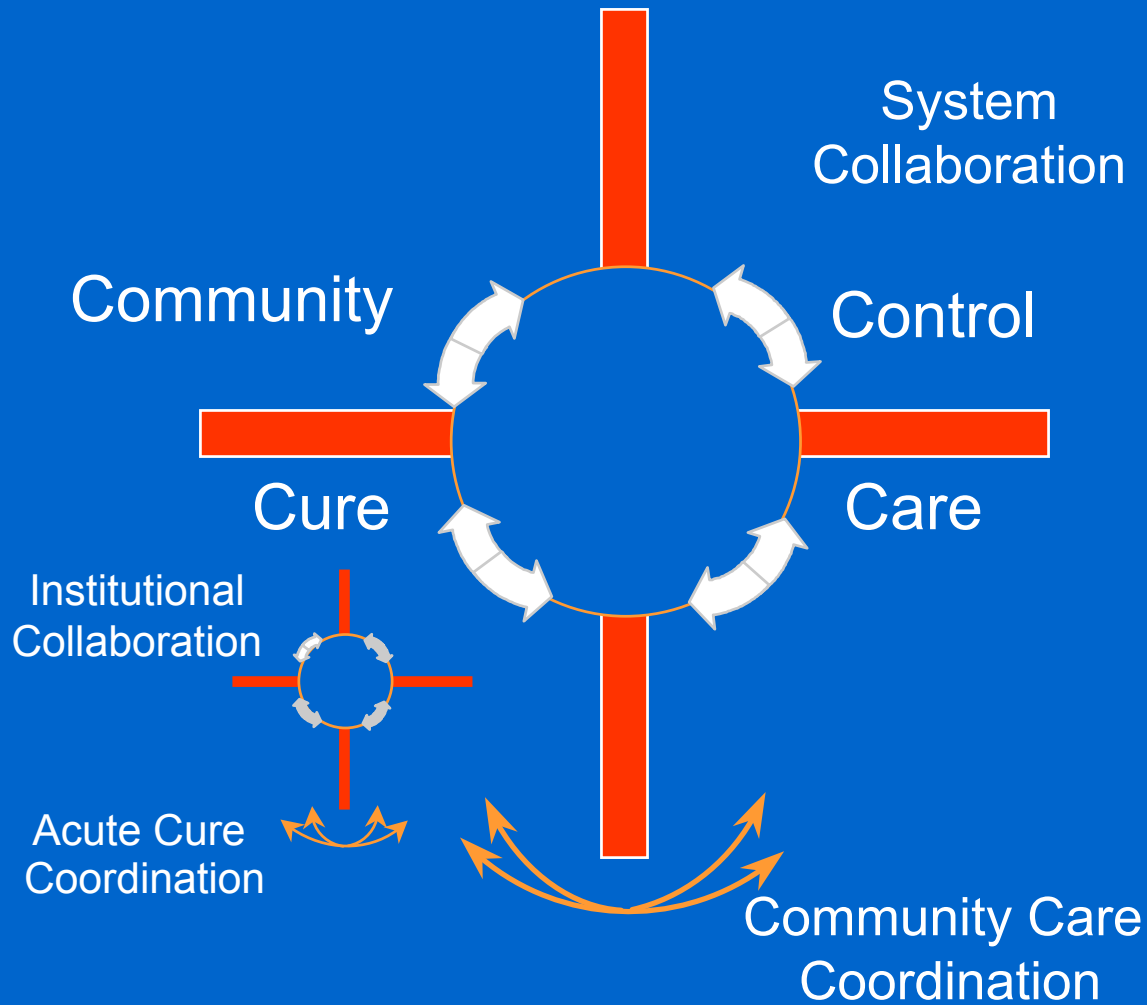 System
Collaboration
Community
Control
Cure
Care
Institutional
Collaboration
Acute Cure
Coordination
Community Care
Coordination